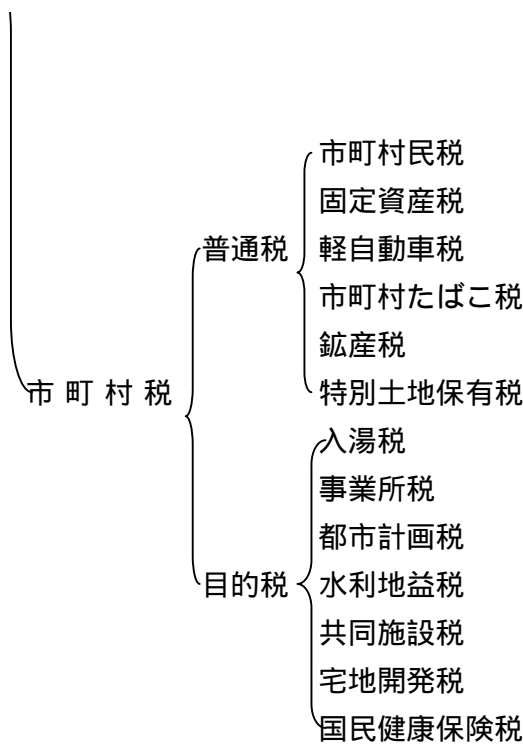 市町村民税
固定資産税
普通税
軽自動車税
市町村たばこ税
鉱産税
市町村税
特別土地保有税
入湯税
事業所税
都市計画税
目的税
水利地益税
共同施設税
宅地開発税
国民健康保険税